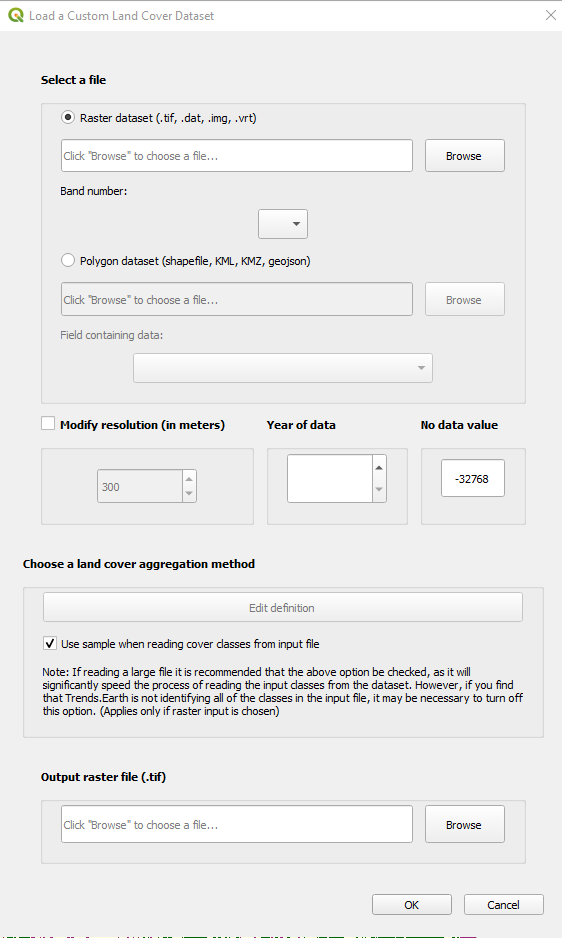 Load a Custom Land Cover Dataset
Select a file
Raster dataset (.tif, .dat, .img, .vrt)
Click "Browse" to choose a file...
Browse
Band number:
Polygon dataset (shapefile, KML, KMZ, geojson)
Click "Browse" to choose a file...
Browse
Field containing data:
Modify resolution (in meters)
Year of data
No data value
300
-32768
Choose a land cover aggregation method
Edit definition
Use sample when reading cover classes from input file
Note: If reading a large file it is recommended that the above option be checked, as it will
significantly speed the process of reading the input classes from the dataset. However, if you find
that Trends.Earth is not identifying all of the classes in the input file, it may be necessary to turn off
this option. (Applies only if raster input is chosen)
Output raster file (.tif)
Click "Browse" to choose a file...
Browse
OK
Cancel